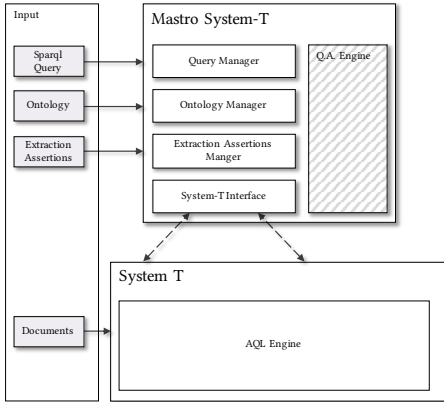 Input
Mastro System-T
Sparql
Query
Query Manager
Q.A. Engine
Ontology
Ontology Manager
Extraction
Assertions
Extraction Assertions
Manger
System-T Interface
System T
Documents
AQL Engine